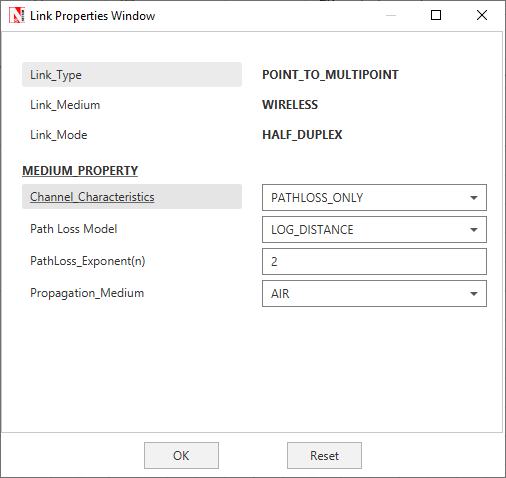 Link Properties Window
Link_Type POINT_TO_MULTIPOINT
Link_Medium WIRELESS
Link_Mode HALF_DUPLEX
MEDIUM_PROPERTY
Channel_Characteristics PATHLOSS_ONLY
Path Loss Model LOG_DISTANCE
PathLoss_Exponent(n) 2
Propagation_Medium AIR
OK Reset